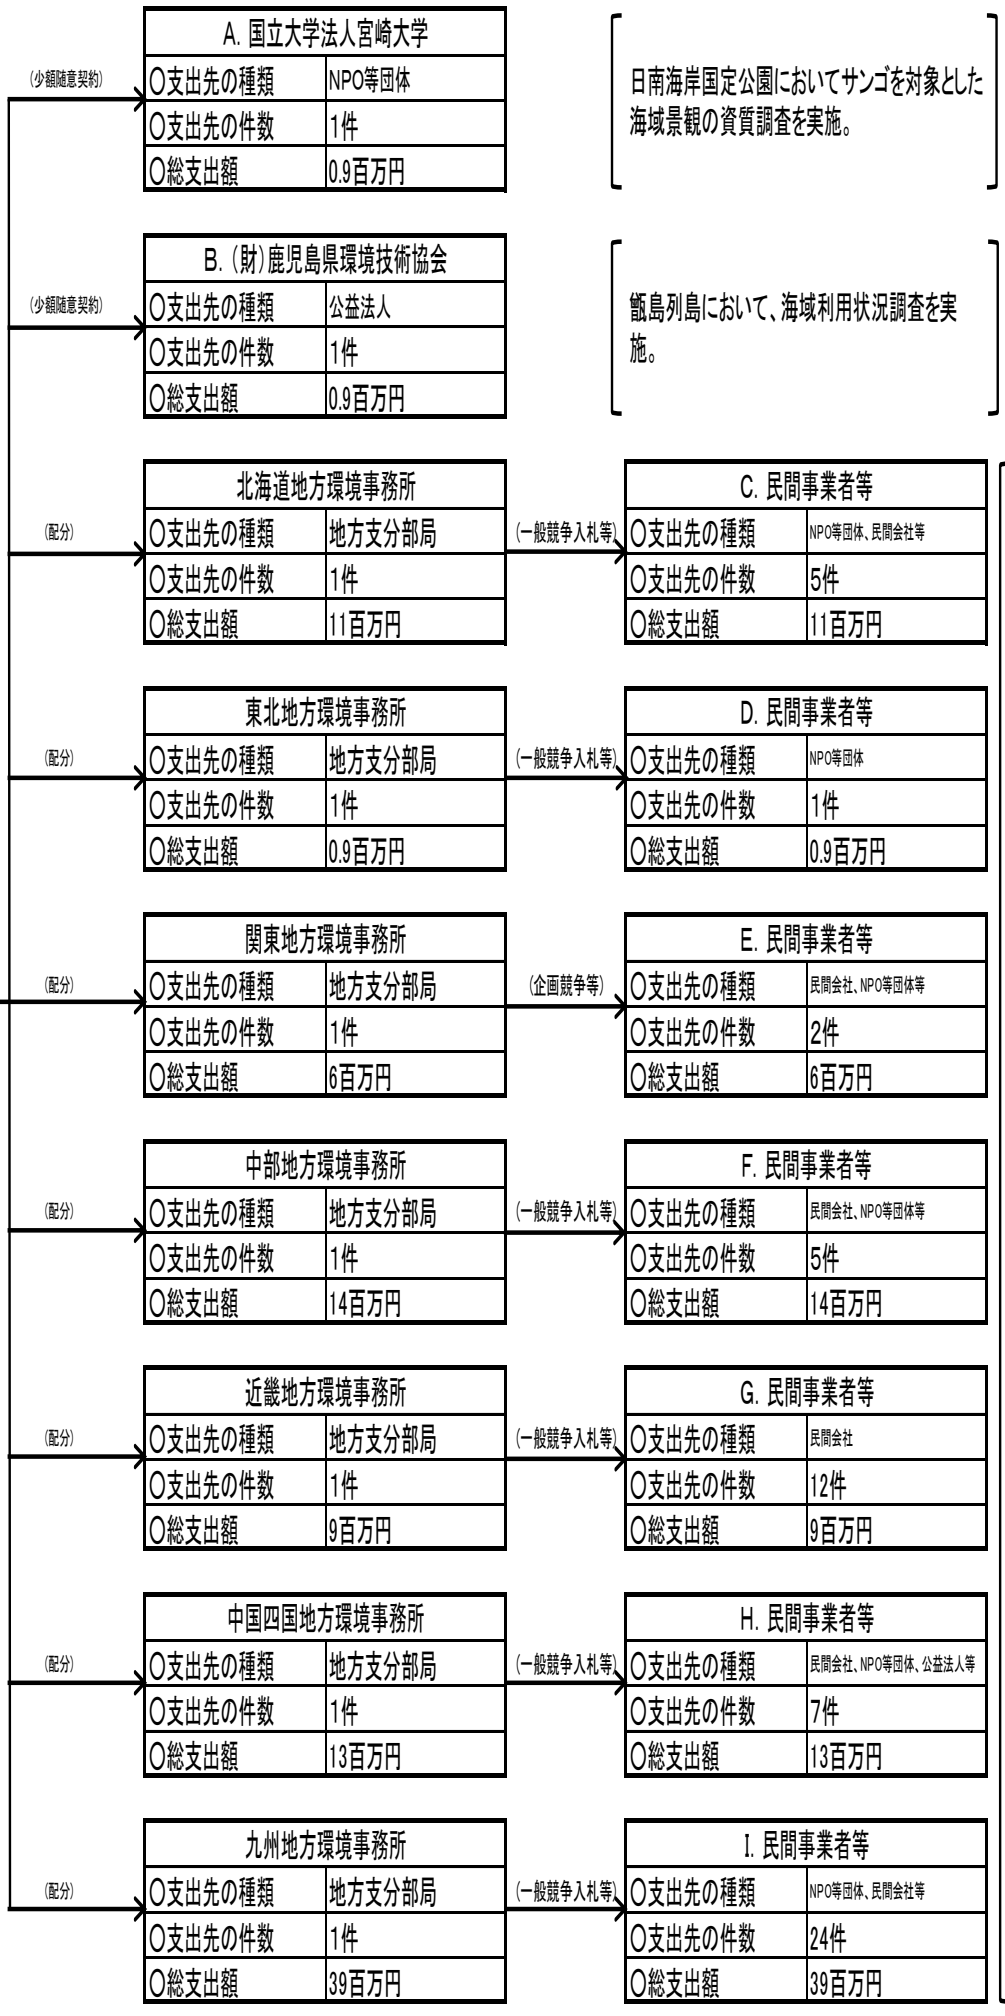 A. 国立大学法人宮崎大学
（少額随意契約）
○支出先の種類 NPO等団体
○支出先の件数 1件
○総支出額 0.9百万円
日南海岸国定公園においてサンゴを対象とした
海域景観の資質調査を実施。
B. （財）鹿児島県環境技術協会
（少額随意契約）
○支出先の種類 公益法人
○支出先の件数 1件
○総支出額 0.9百万円
甑島列島において、海域利用状況調査を実
施。
北海道地方環境事務所
（配分）
○支出先の種類 地方支分部局
○支出先の件数 1件
○総支出額 11百万円
（一般競争入札等）
C. 民間事業者等
○支出先の種類 NPO等団体、民間会社等
○支出先の件数 5件
○総支出額 11百万円
東北地方環境事務所
（配分）
○支出先の種類 地方支分部局
○支出先の件数 1件
○総支出額 0.9百万円
（一般競争入札等）
D. 民間事業者等
○支出先の種類 NPO等団体
○支出先の件数 1件
○総支出額 0.9百万円
関東地方環境事務所
（配分）
○支出先の種類 地方支分部局
○支出先の件数 1件
○総支出額 6百万円
（企画競争等）
E. 民間事業者等
○支出先の種類 民間会社、NPO等団体等
○支出先の件数 2件
○総支出額 6百万円
中部地方環境事務所
（配分）
○支出先の種類 地方支分部局
○支出先の件数 1件
○総支出額 14百万円
（一般競争入札等）
F. 民間事業者等
○支出先の種類 民間会社、NPO等団体等
○支出先の件数 5件
○総支出額 14百万円
近畿地方環境事務所
（配分）
○支出先の種類 地方支分部局
○支出先の件数 1件
○総支出額 9百万円
（一般競争入札等）
G. 民間事業者等
○支出先の種類 民間会社
○支出先の件数 12件
○総支出額 9百万円
中国四国地方環境事務所
（配分）
○支出先の種類 地方支分部局
○支出先の件数 1件
○総支出額 13百万円
（一般競争入札等）
H. 民間事業者等
○支出先の種類 民間会社、NPO等団体、公益法人等
○支出先の件数 7件
○総支出額 13百万円
九州地方環境事務所
（配分）
○支出先の種類 地方支分部局
○支出先の件数 1件
○総支出額 39百万円
（一般競争入札等）
I. 民間事業者等
○支出先の種類 NPO等団体、民間会社等
○支出先の件数 24件
○総支出額 39百万円